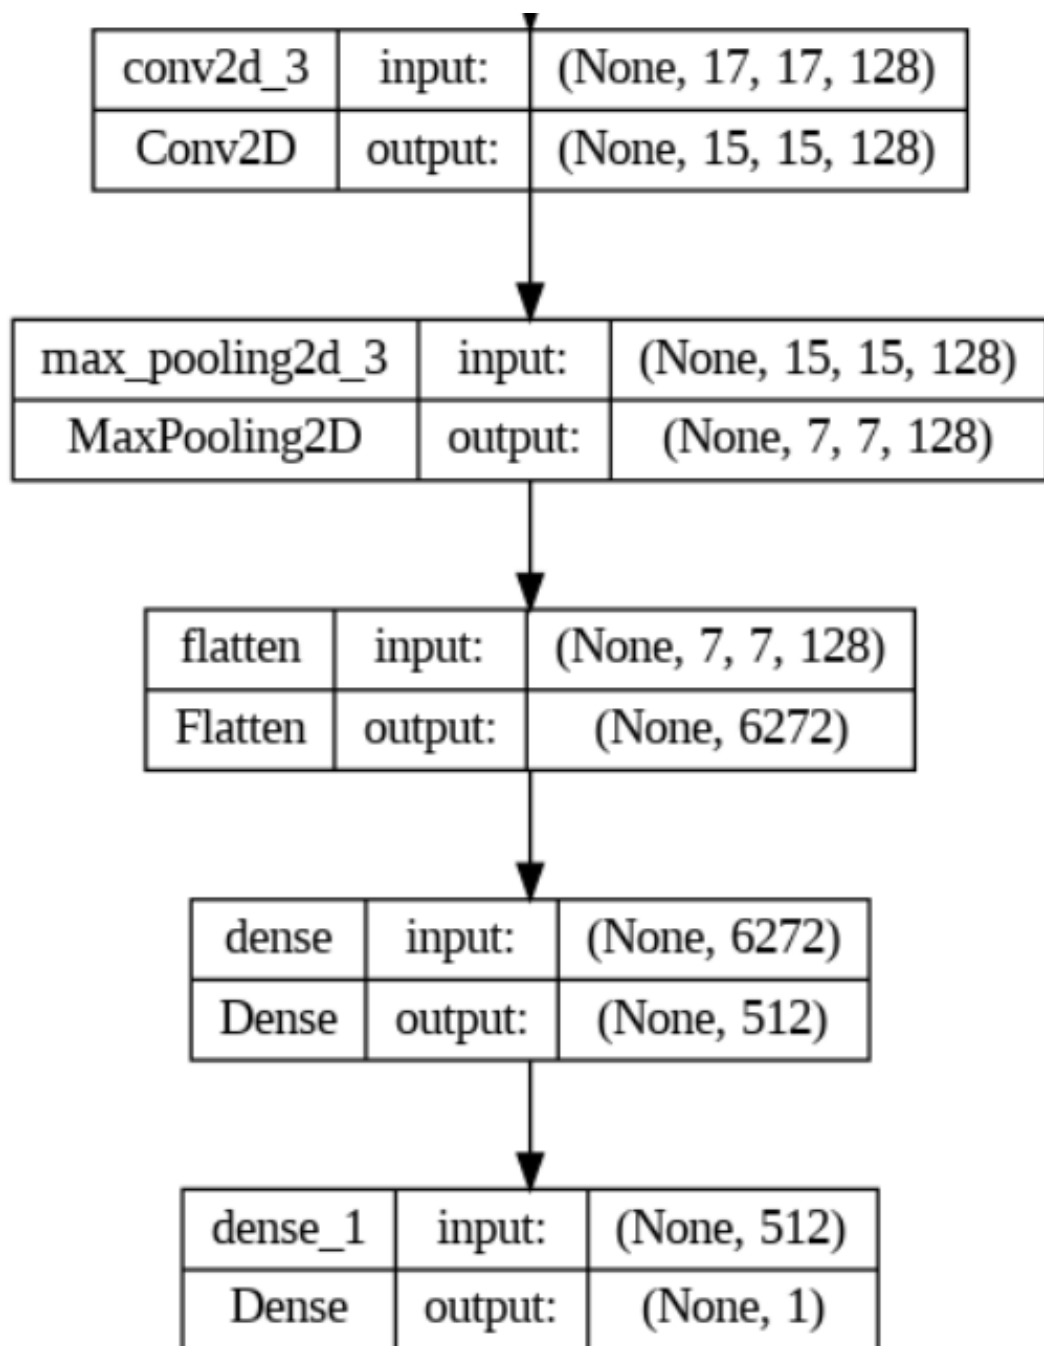 conv2d_3 input: (None, 17, 17, 128)
Conv2D output: (None, 15, 15, 128)
max_pooling2d_3 input: (None, 15, 15, 128)
MaxPooling2D output: (None, 7, 7, 128)
flatten input: (None, 7, 7, 128)
Flatten output: (None, 6272)
dense input: (None, 6272)
Dense output: (None, 512)
dense_1 input: (None, 512)
Dense output: (None, 1)